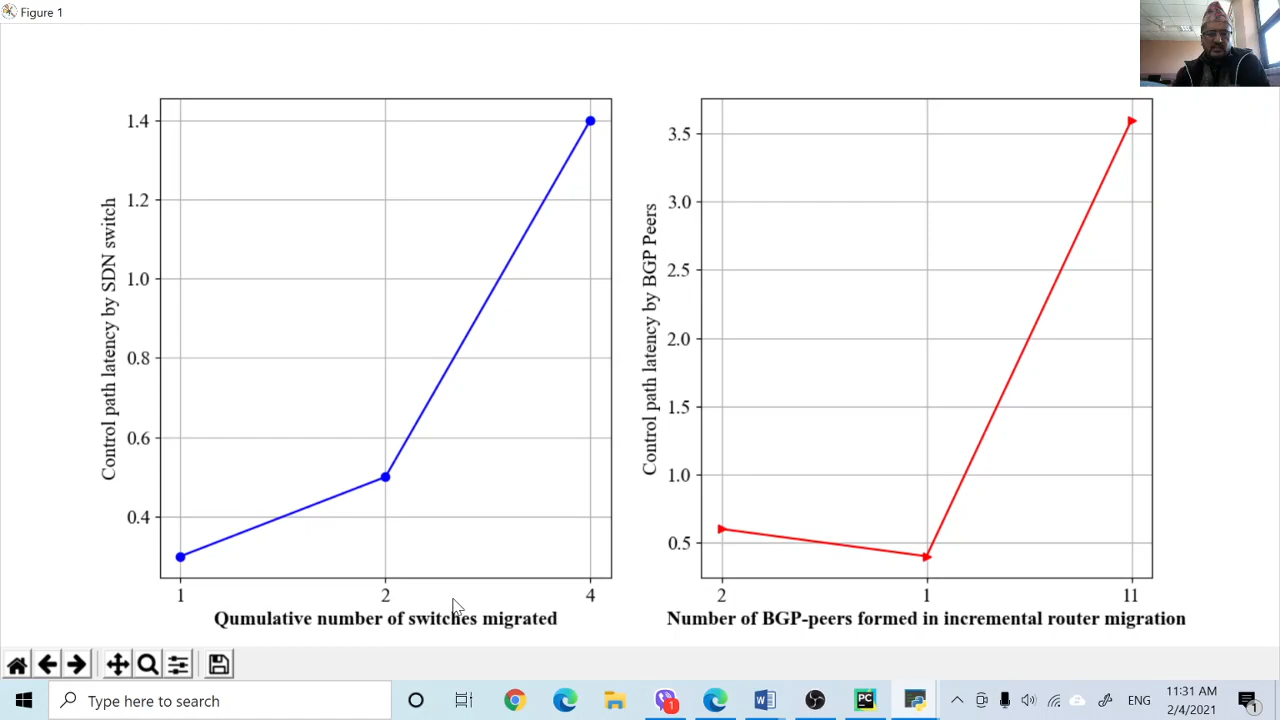 Figure 1
1.4
1.2
1.0
0.8
0.6
0.4
Control path latency by SDN switch
1 2 4
Qumulative number of switches migrated
3.5
3.0
2.5
2.0
1.5
1.0
0.5
Control path latency by BGP Peers
2 1 11
Number of BGP-peers formed in incremental router migration
Type here to search
1
W
PC
ENG
11:31 AM
2/4/2021
1